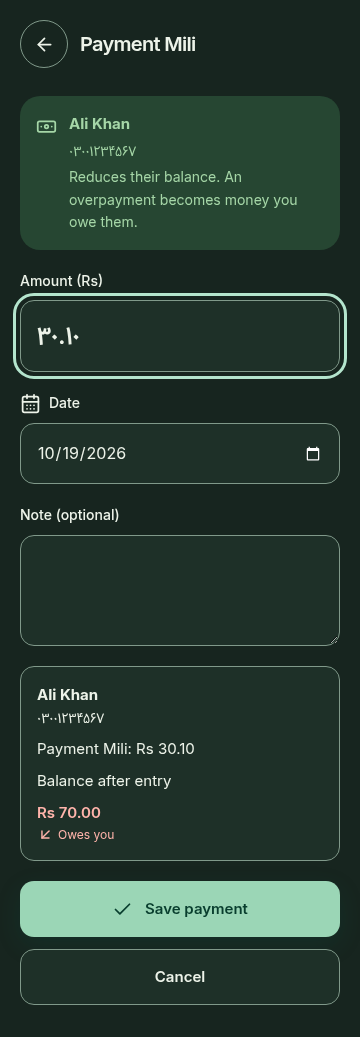 Payment Mili
Ali Khan
۰۳۰۰۱۲۳۴۵۶۷
Reduces their balance. An
overpayment becomes money you
owe them.
Amount (Rs)
۳۰.۱۰
Date
10/19/2026
Note (optional)
Ali Khan
۰۳۰۰۱۲۳۴۵۶۷
Payment Mili: Rs 30.10
Balance after entry
Rs 70.00
Owes you
Save payment
Cancel